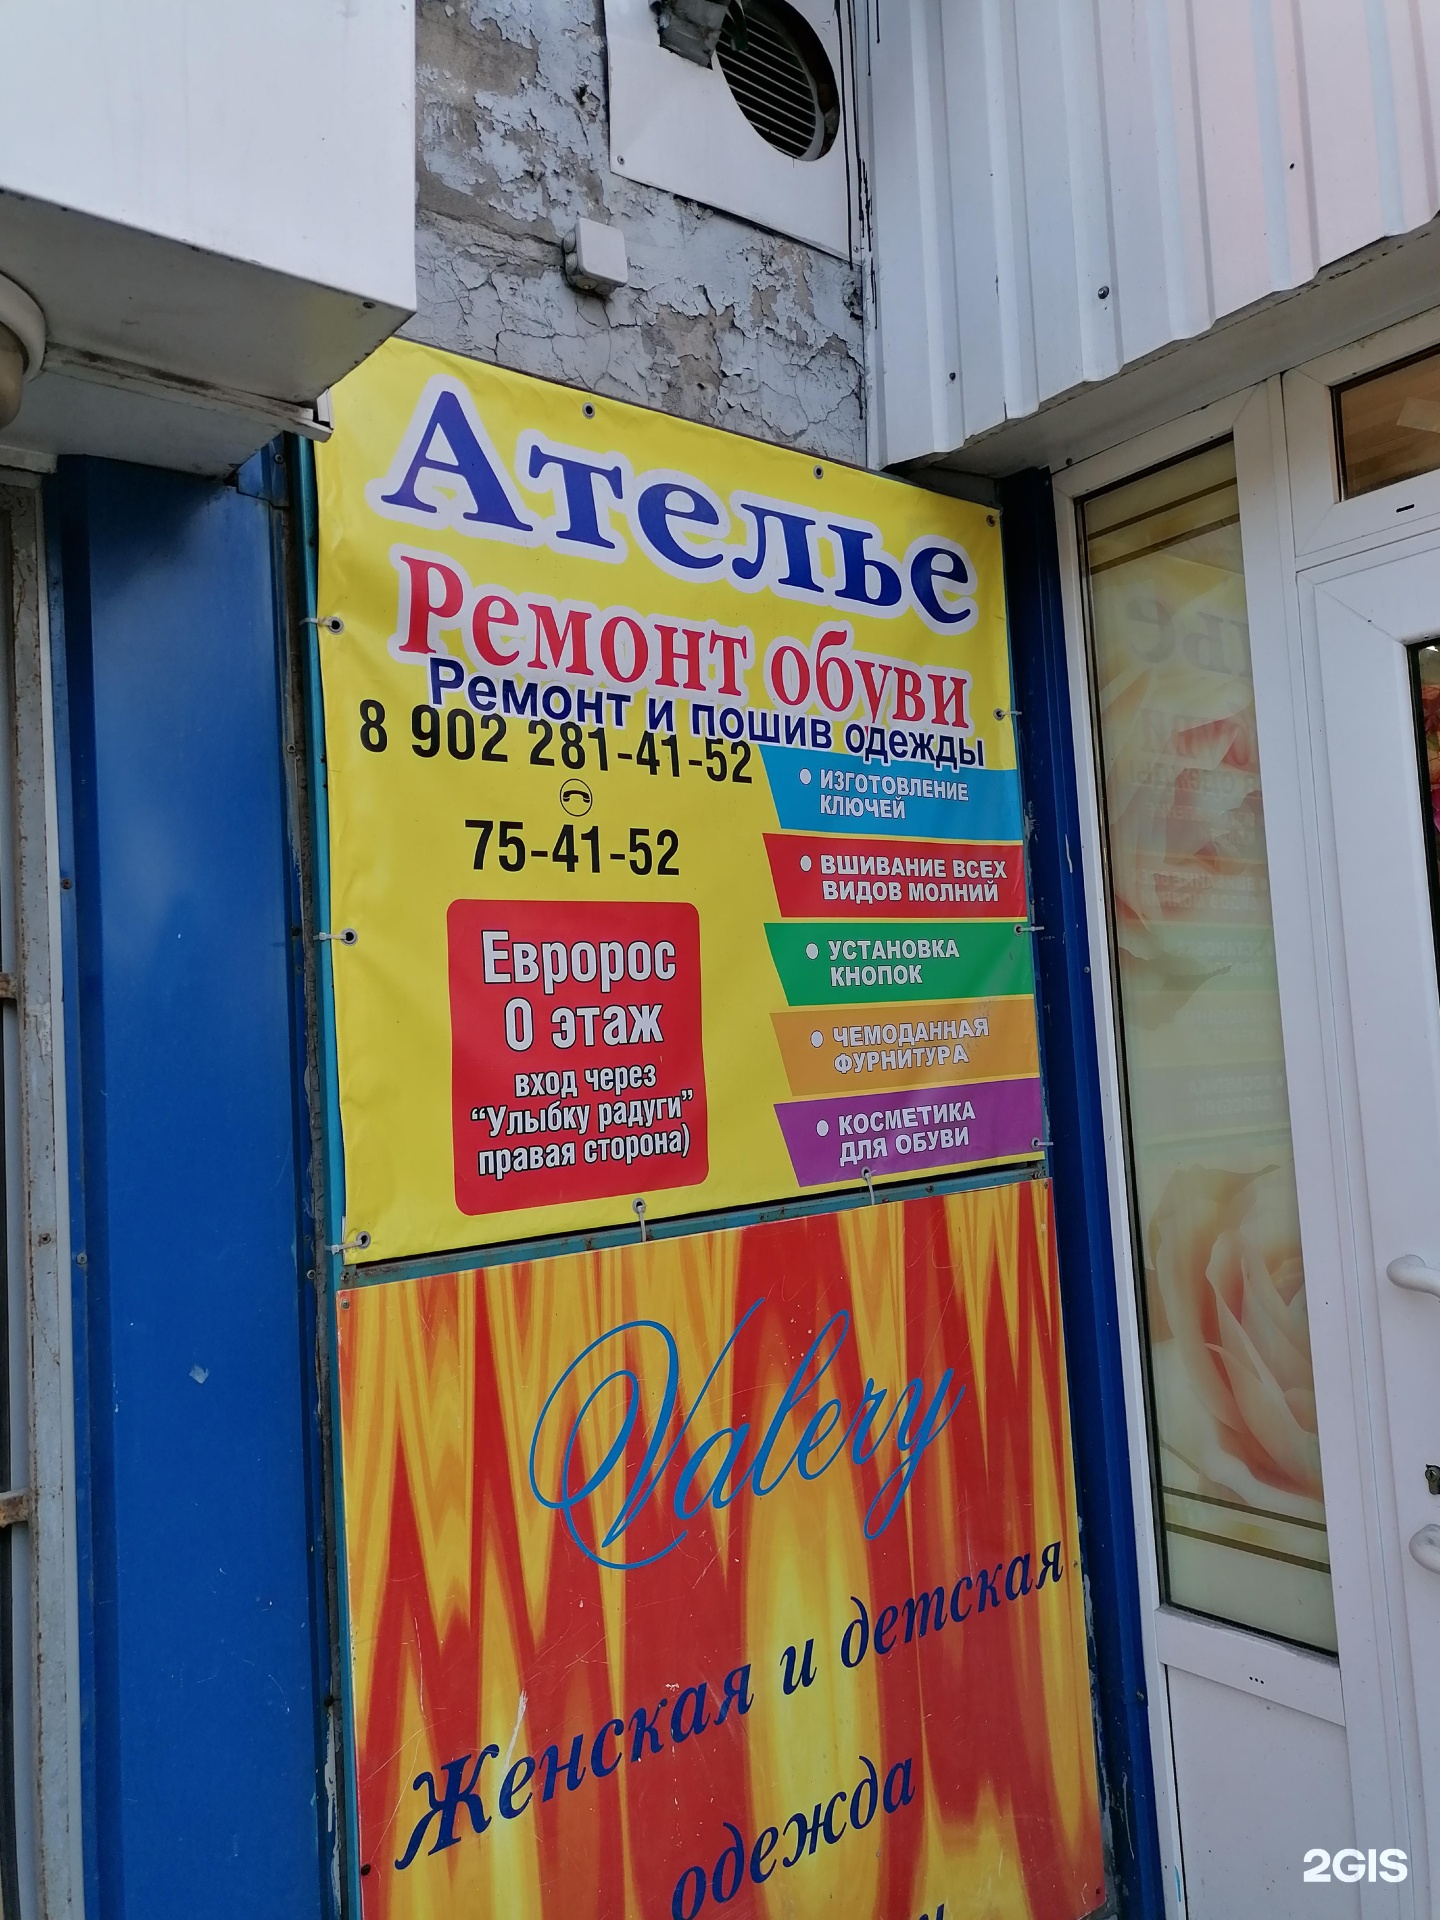 Ателье
Ремонт обуви
Ремонт и пошив одежды
8 902 281-41-52
75-41-52
Евророс
0 этаж
вход через
“Улыбку радуги”
правая сторона)
• ИЗГОТОВЛЕНИЕ
КЛЮЧЕЙ
• ВШИВАНИЕ ВСЕХ
ВИДОВ МОЛНИЙ
• УСТАНОВКА
КНОПОК
• ЧЕМОДАННАЯ
ФУРНИТУРА
• КОСМЕТИКА
ДЛЯ ОБУВИ
Valery
Женская и детская
одежда
2GIS